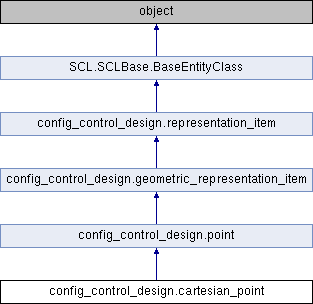 object
SCL.SCLBase.BaseEntityClass
config_control_design.representation_item
config_control_design.geometric_representation_item
config_control_design.point
config_control_design.cartesian_point